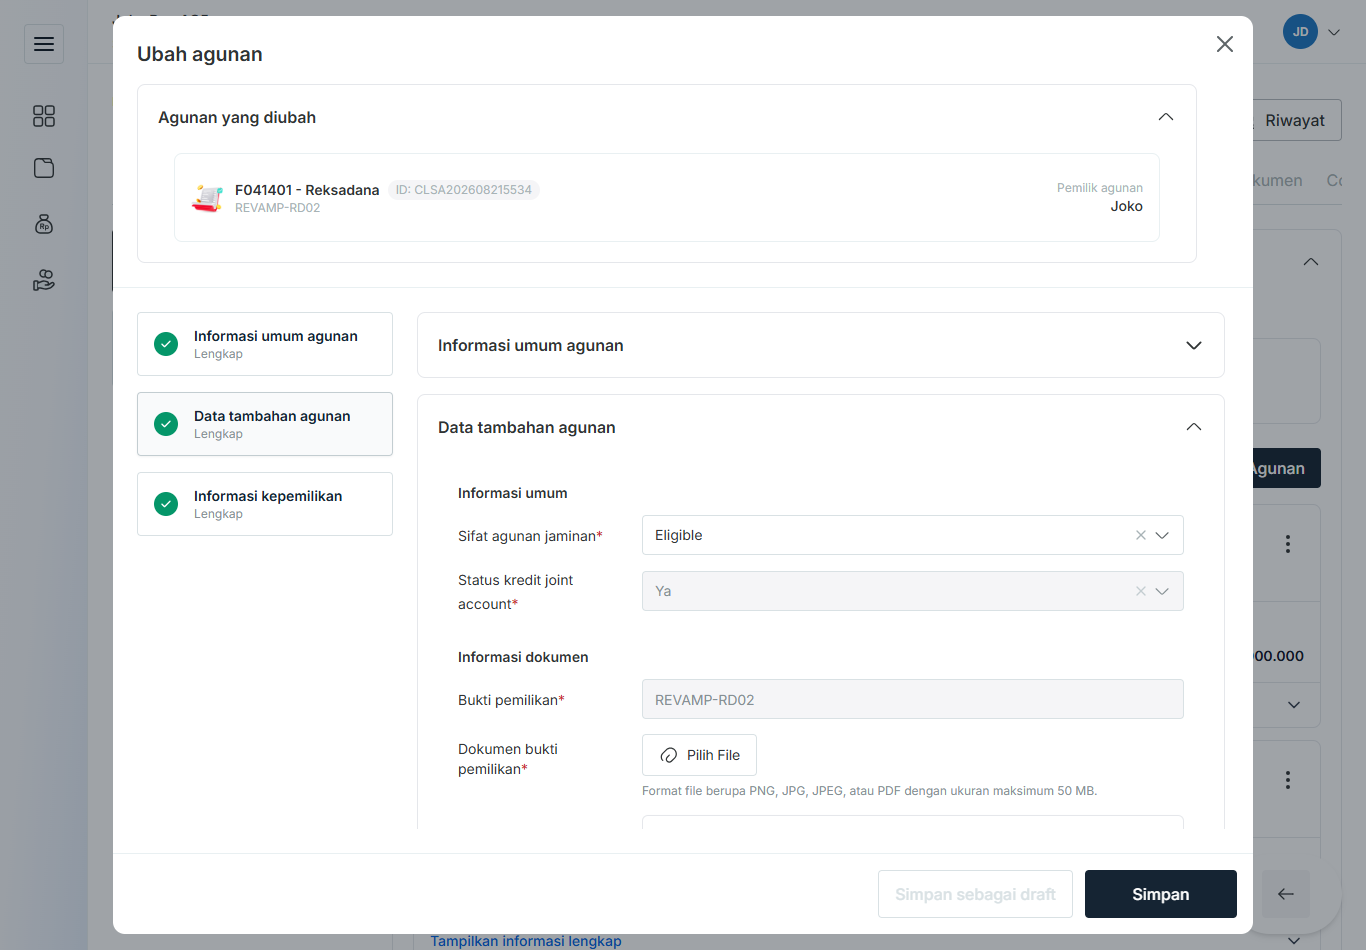 Ubah agunan
JD
Agunan yang diubah
Riwayat
F041401 - Reksadana
ID: CLSA202608215534
REVAMP-RD02
Pemilik agunan
Joko
kumen
Informasi umum agunan
Lengkap
Data tambahan agunan
Lengkap
Informasi kepemilikan
Lengkap
Informasi umum agunan
Data tambahan agunan
Informasi umum
Sifat agunan jaminan*
Eligible
Status kredit joint
account*
Ya
Informasi dokumen
Bukti pemilikan*
REVAMP-RD02
Dokumen bukti
pemilikan*
Pilih File
Format file berupa PNG, JPG, JPEG, atau PDF dengan ukuran maksimum 50 MB.
Agunan
00.000
Simpan sebagai draft
Simpan
Tampilkan informasi lengkap